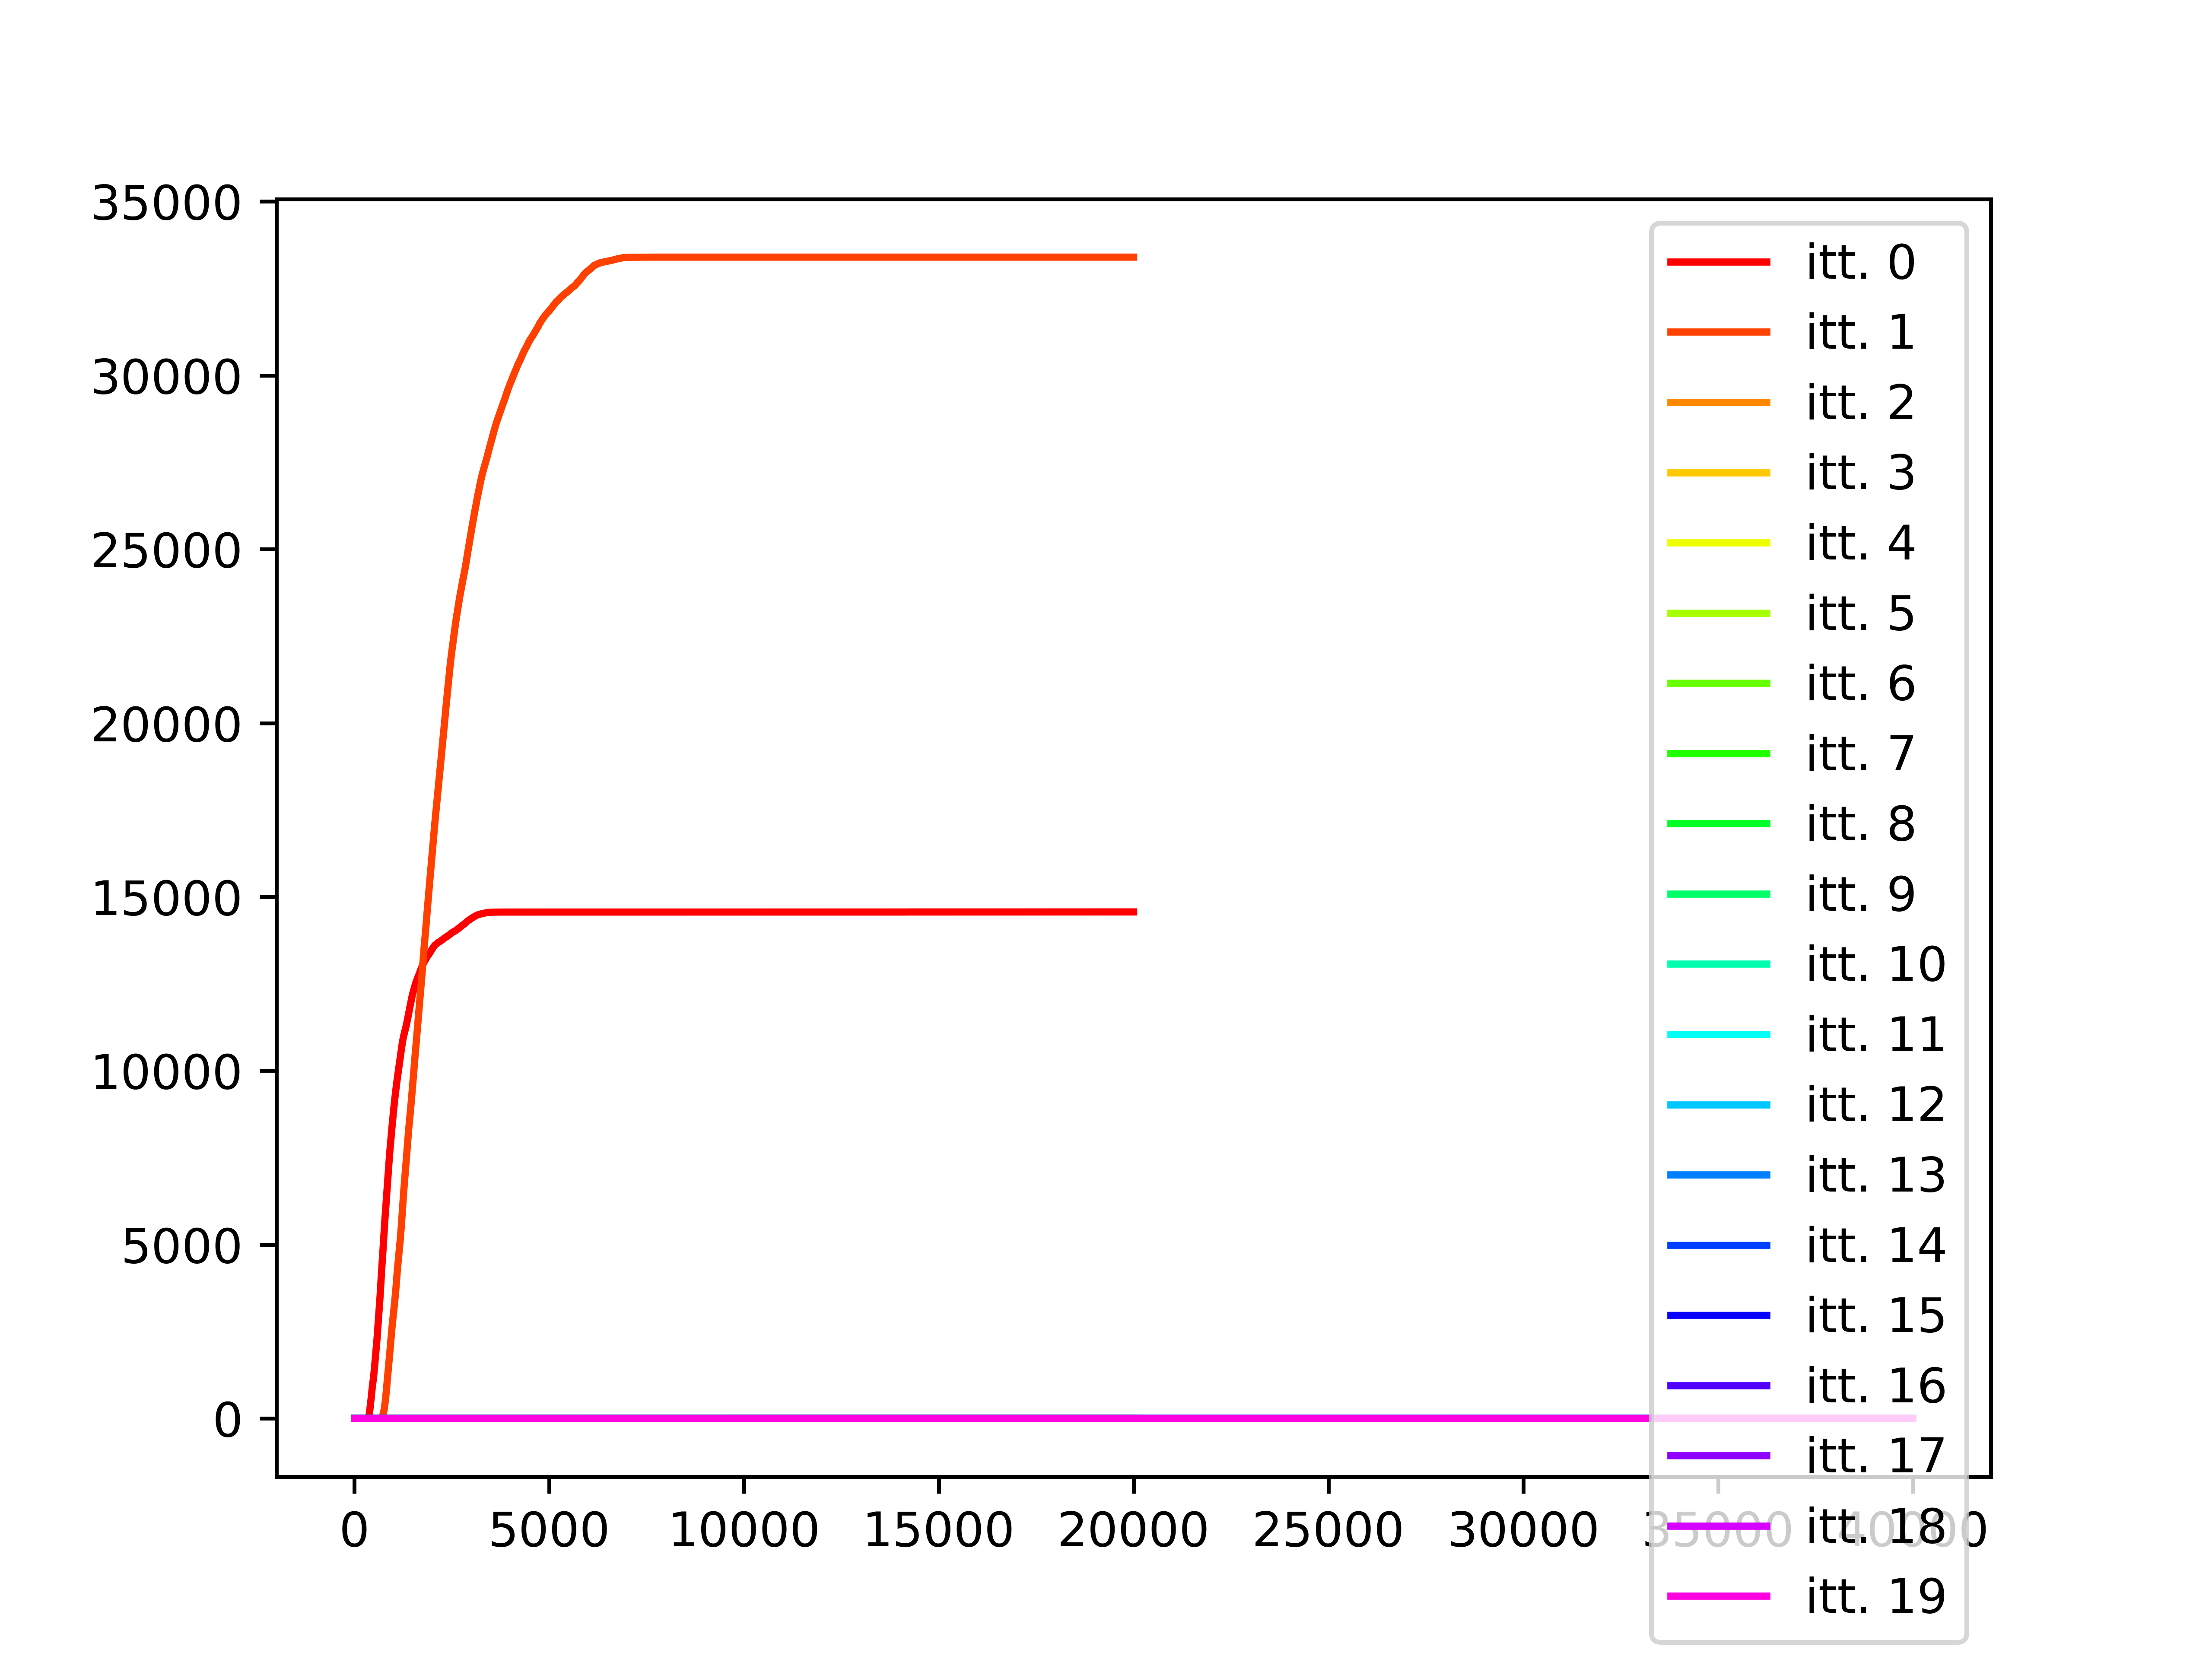 35000
30000
25000
20000
15000
10000
5000
0
0 5000 10000 15000 20000 25000 30000 35000 40000
itt. 0
itt. 1
itt. 2
itt. 3
itt. 4
itt. 5
itt. 6
itt. 7
itt. 8
itt. 9
itt. 10
itt. 11
itt. 12
itt. 13
itt. 14
itt. 15
itt. 16
itt. 17
itt. 18
itt. 19